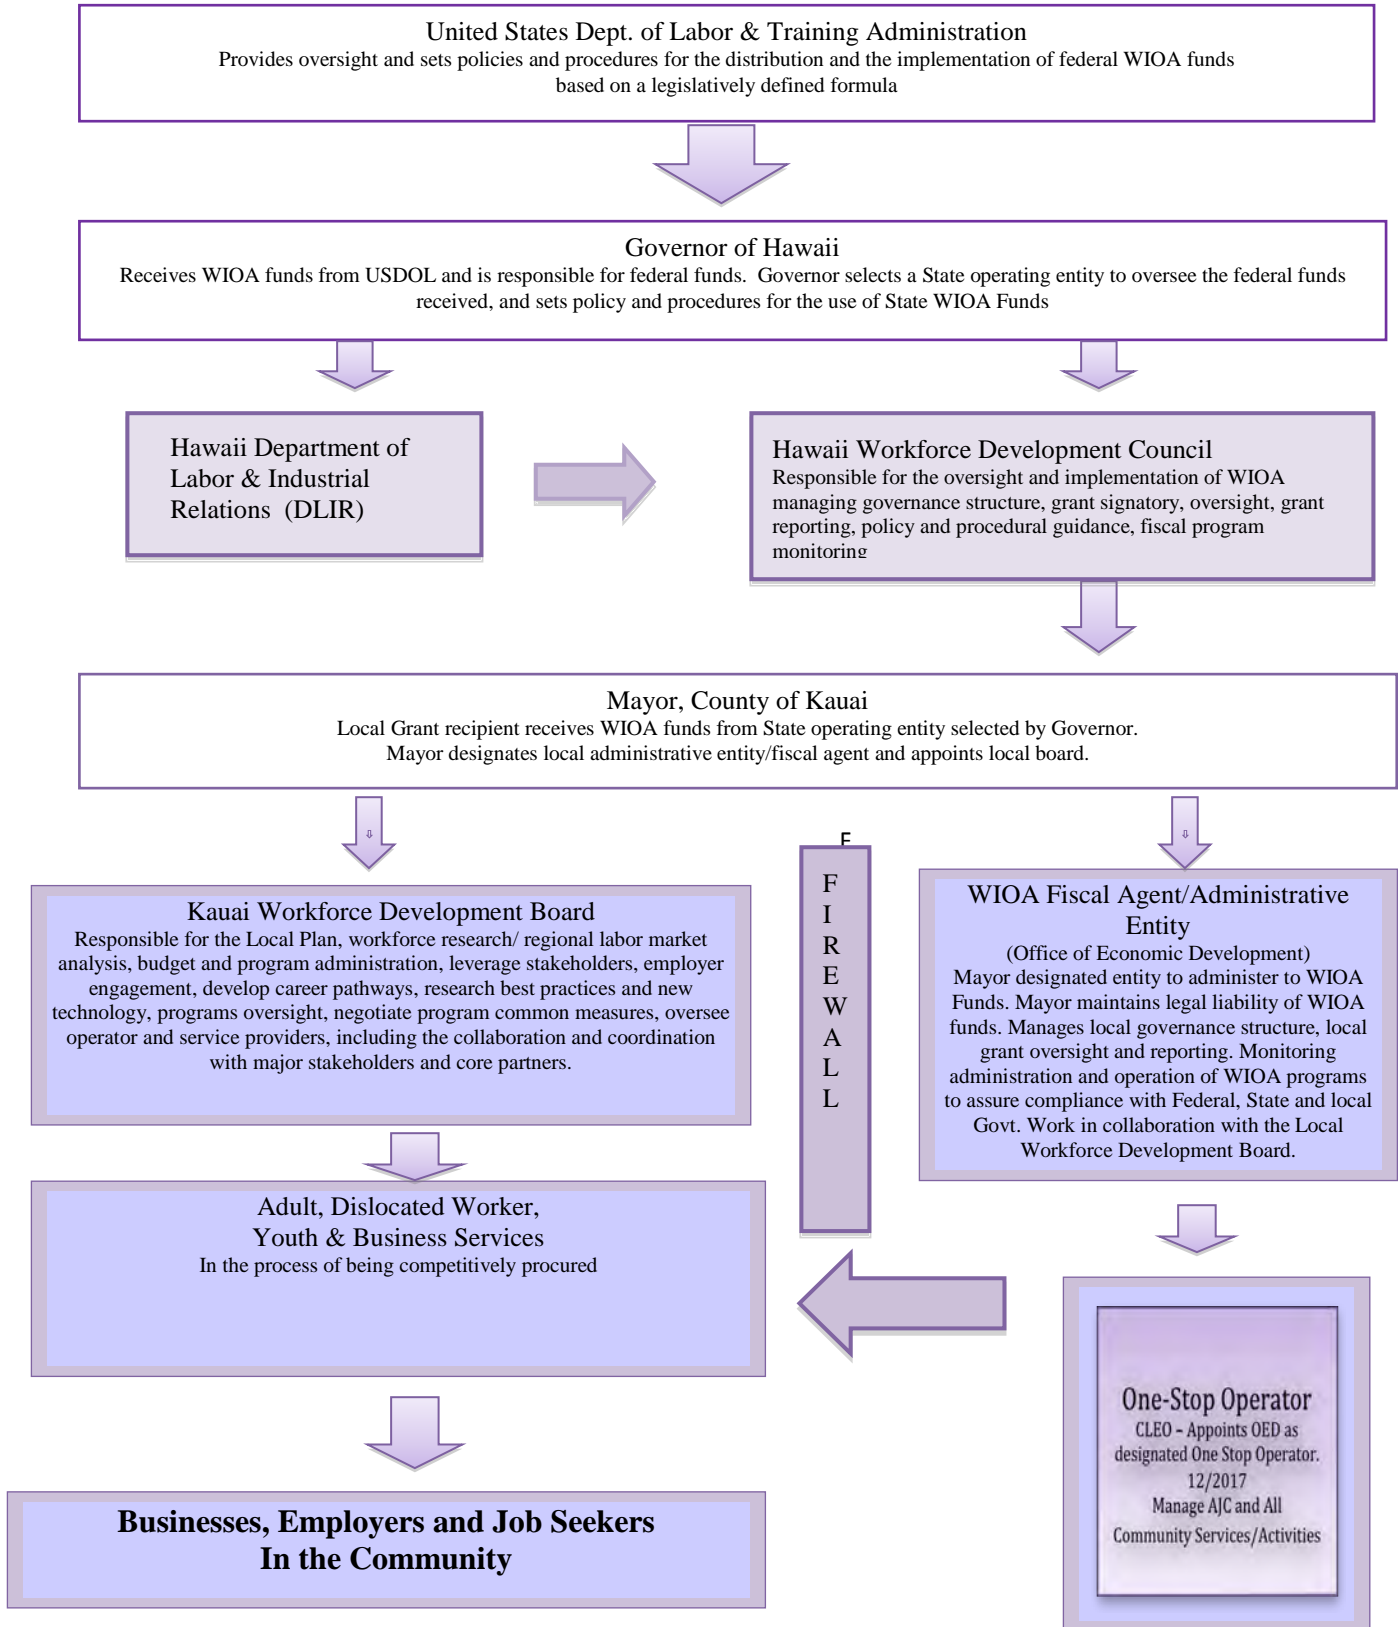 United States Dept. of Labor & Training Administration
Provides oversight and sets policies and procedures for the distribution and the implementation of federal WIOA funds
based on a legislatively defined formula
Governor of Hawaii
Receives WIOA funds from USDOL and is responsible for federal funds. Governor selects a State operating entity to oversee the federal funds
received, and sets policy and procedures for the use of State WIOA Funds
Hawaii Department of
Labor & Industrial
Relations (DLIR)
Hawaii Workforce Development Council
Responsible for the oversight and implementation of WIOA
managing governance structure, grant signatory, oversight, grant
reporting, policy and procedural guidance, fiscal program
monitoring
Mayor, County of Kauai
Local Grant recipient receives WIOA funds from State operating entity selected by Governor.
Mayor designates local administrative entity/fiscal agent and appoints local board.
⇩
⇩
Kauai Workforce Development Board
Responsible for the Local Plan, workforce research/ regional labor market
analysis, budget and program administration, leverage stakeholders, employer
engagement, develop career pathways, research best practices and new
technology, programs oversight, negotiate program common measures, oversee
operator and service providers, including the collaboration and coordination
with major stakeholders and core partners.
F
I
R
E
W
A
L
L
WIOA Fiscal Agent/Administrative
Entity
(Office of Economic Development)
Mayor designated entity to administer to WIOA
Funds. Mayor maintains legal liability of WIOA
funds. Manages local governance structure, local
grant oversight and reporting. Monitoring
administration and operation of WIOA programs
to assure compliance with Federal, State and local
Govt. Work in collaboration with the Local
Workforce Development Board.
Adult, Dislocated Worker,
Youth & Business Services
In the process of being competitively procured
One-Stop Operator
CLEO – Appoints OED as
designated One Stop Operator.
12/2017
Manage AJC and All
Community Services/Activities
Businesses, Employers and Job Seekers
In the Community